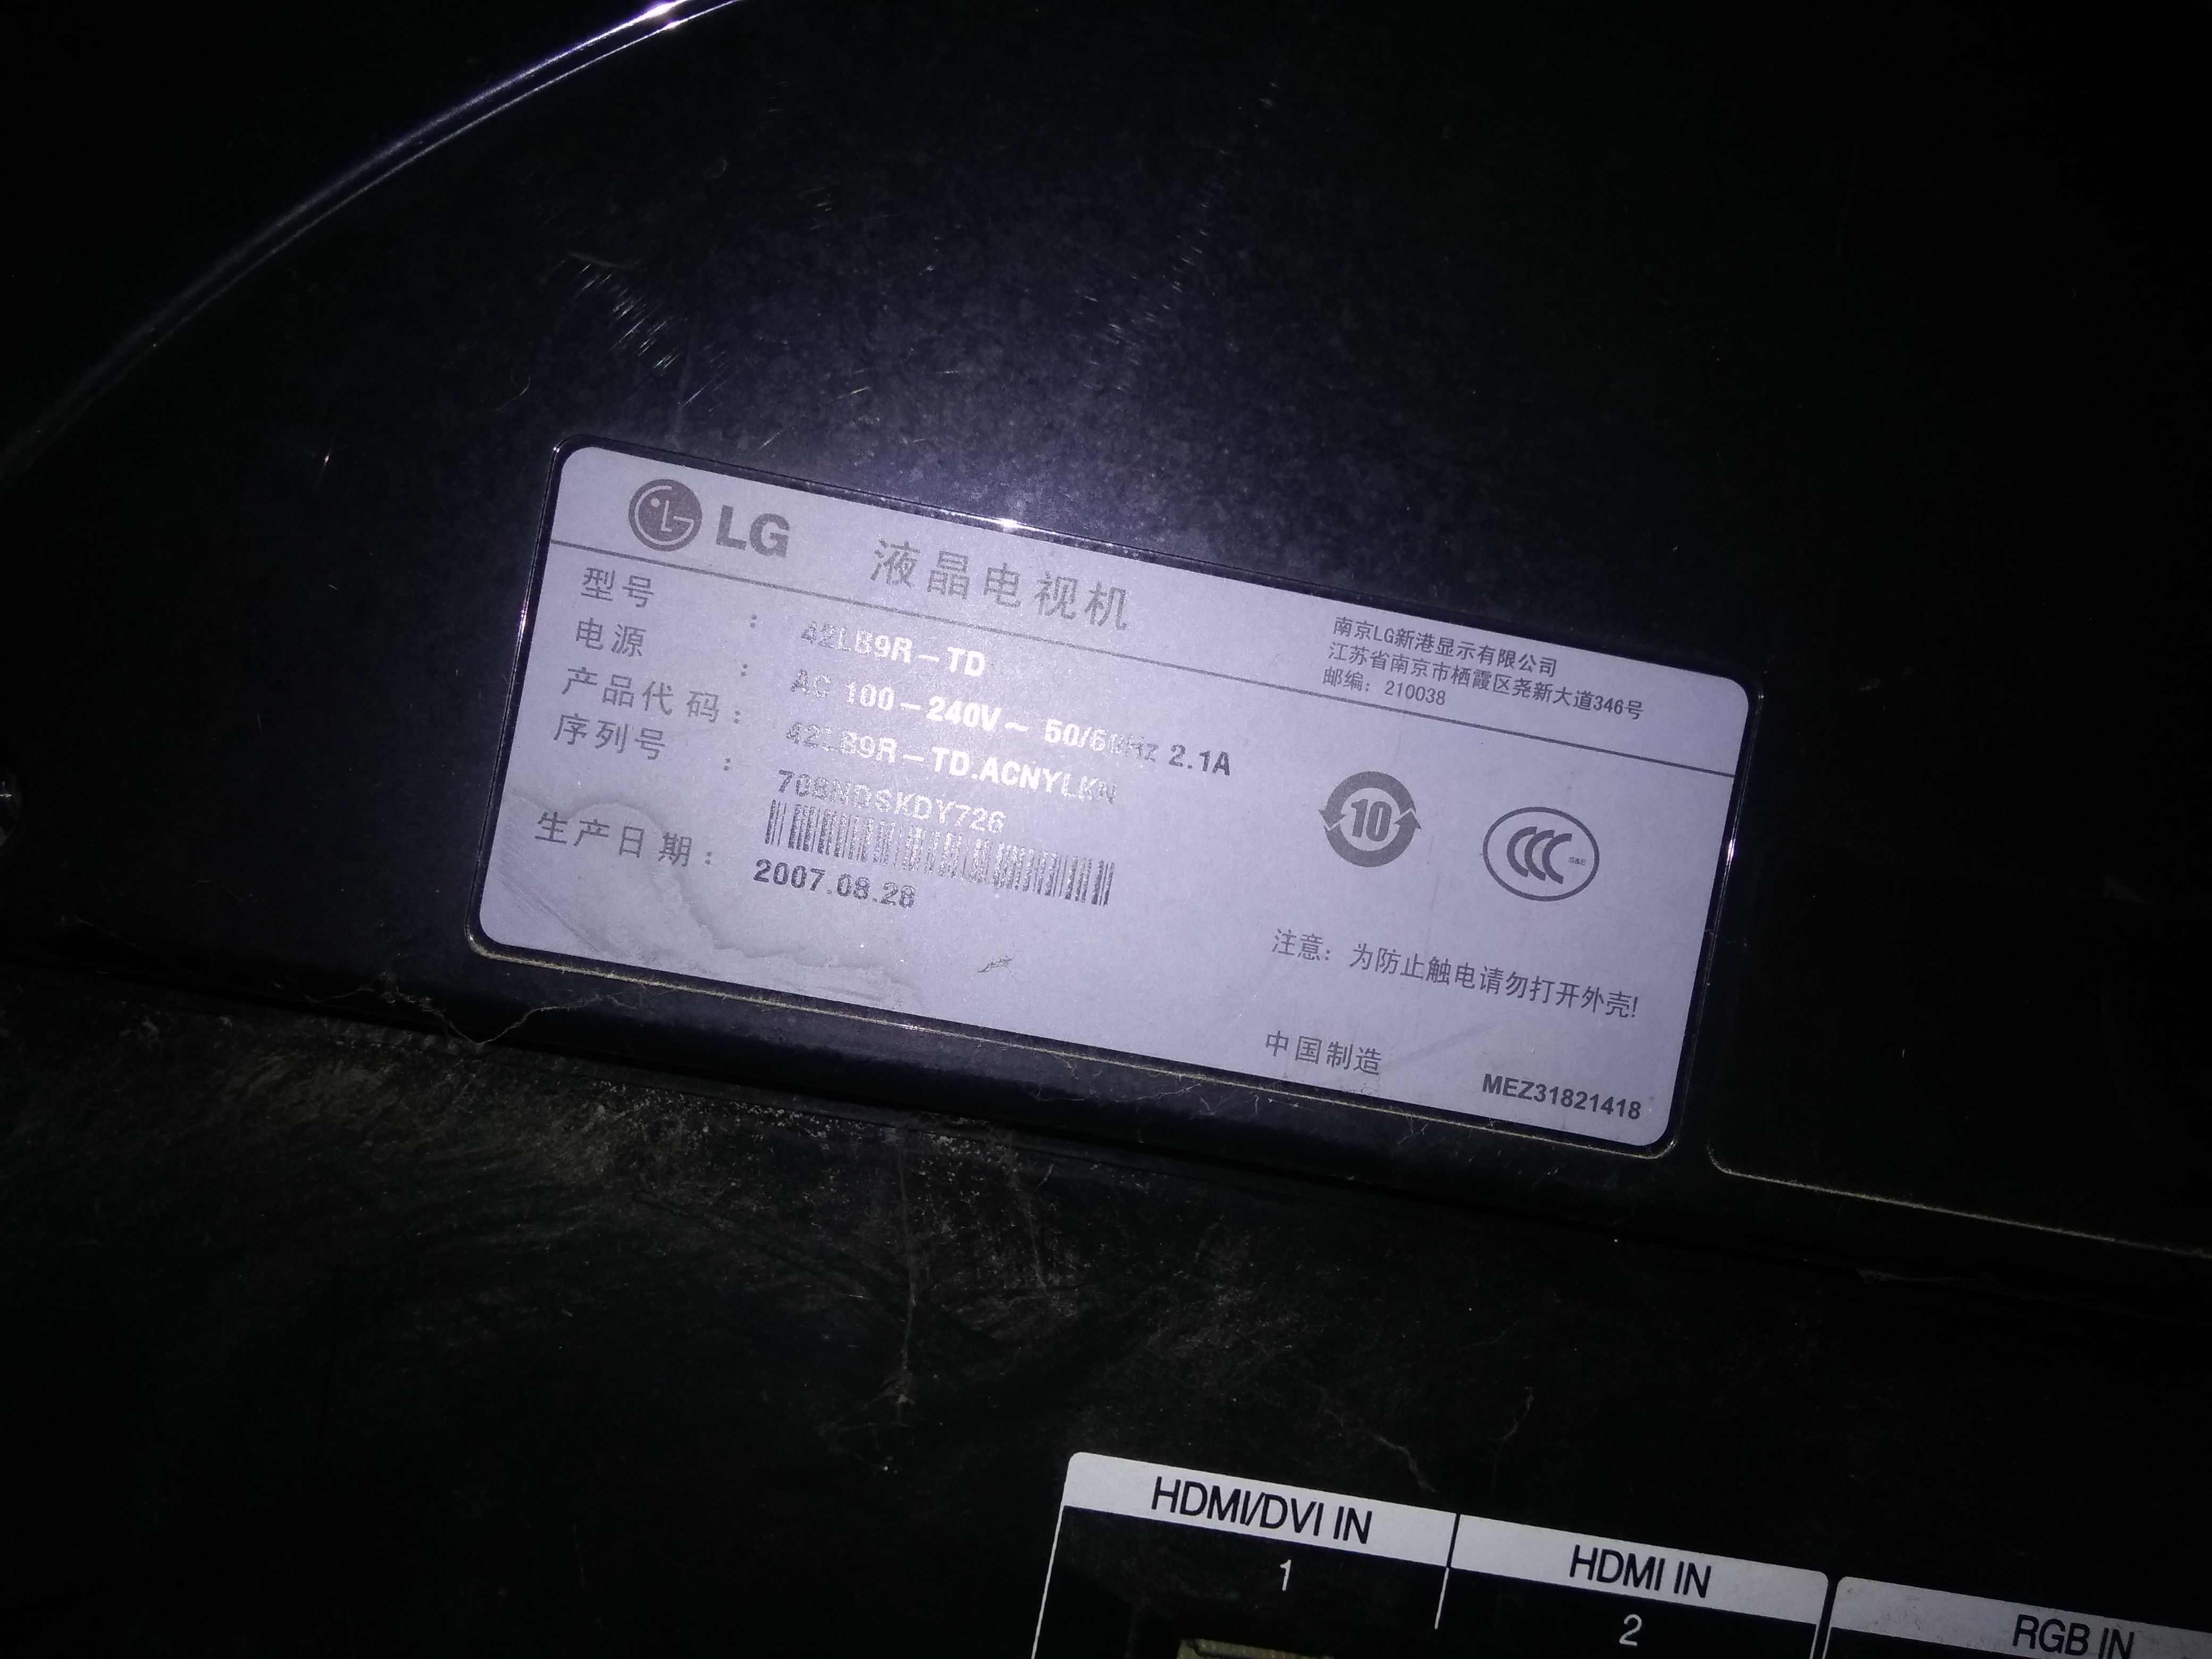 LG 液晶电视机
南京LG新港显示有限公司
江苏省南京市栖霞区尧新大道346号
邮编：210038
型号 : 42LB9R-TD
电源 : AC 100-240V~ 50/60Hz 2.1A
产品代码 : 42LB9R-TD.ACNYLKN
序列号 : 708NDSKDY726
生产日期 : 2007.08.28
10
CCC S&E
注意：为防止触电请勿打开外壳!
中国制造
MEZ31821418
HDMI/DVI IN
1
HDMI IN
2
RGB IN